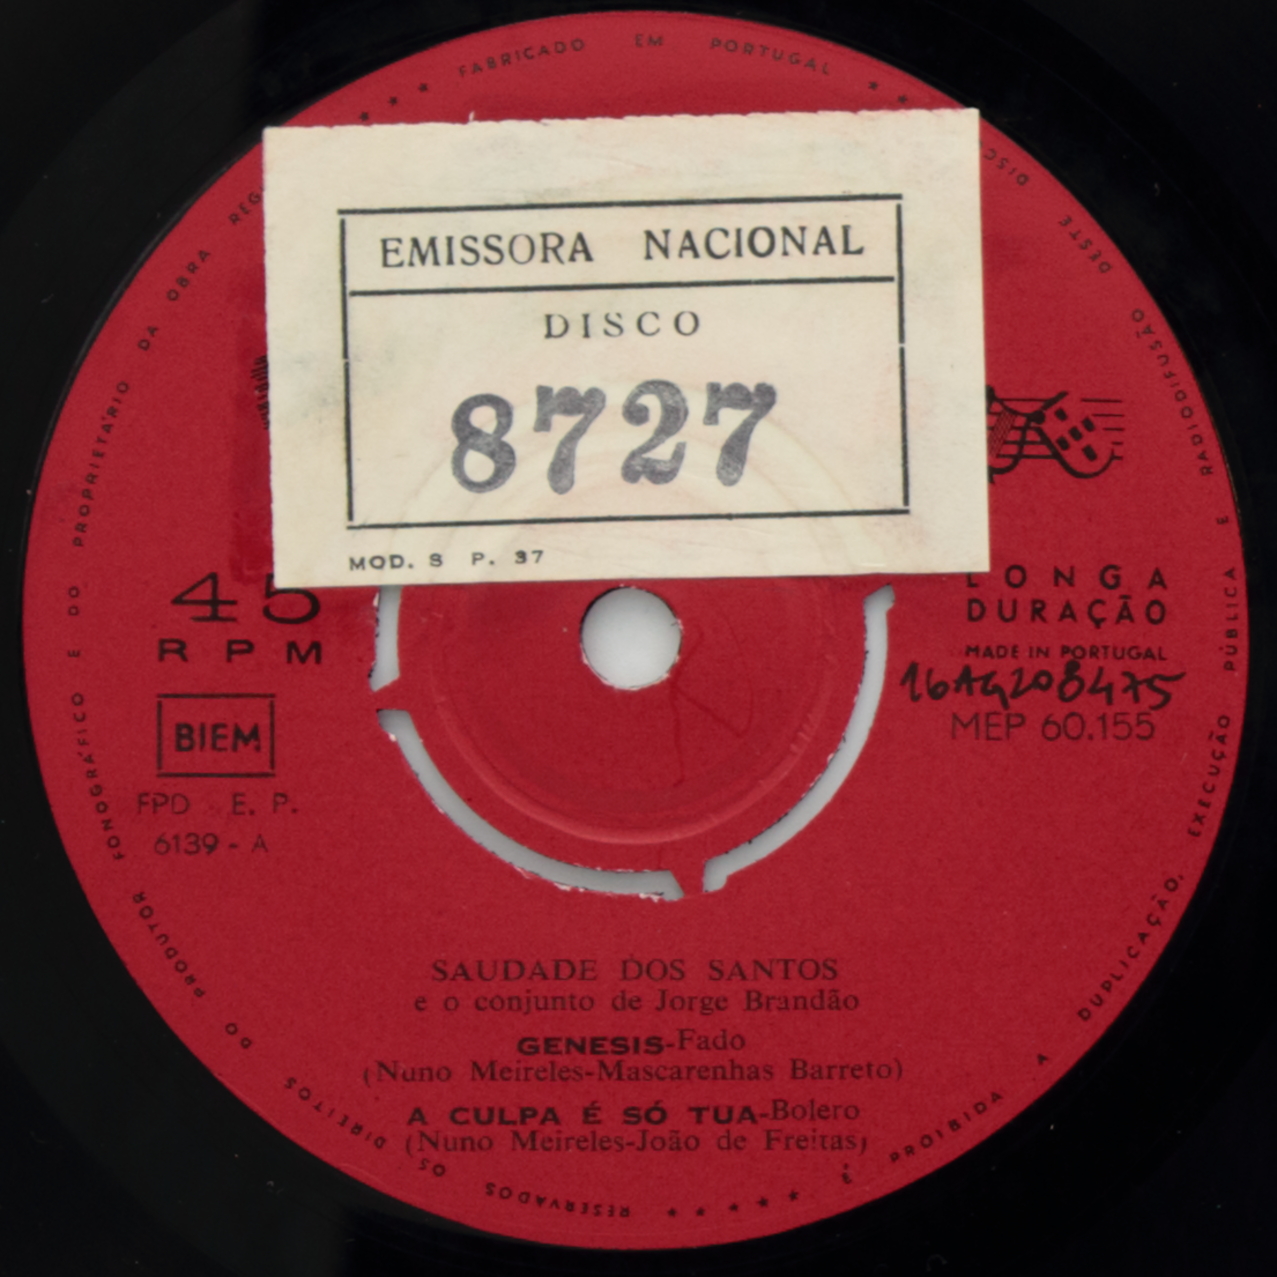 FABRICADO EM PORTUGAL
EMISSORA NACIONAL
DISCO
8727
MOD. S P. 37
45
RPM
BIEM
FPD E. P.
6139 - A
LONGA
DURAÇÃO
MADE IN PORTUGAL
MEP 60.155
SAUDADE DOS SANTOS
e o conjunto de Jorge Brandão
GENESIS-Fado
(Nuno Meireles-Mascarenhas Barreto)
A CULPA É SÓ TUA-Bolero
(Nuno Meireles-João de Freitas)
RESERVADOS OS DIREITOS DO PRODUTOR FONOGRÁFICO E DO PROPRIETÁRIO DA OBRA REG
É PROIBIDA A DUPLICAÇÃO, EXECUÇÃO PÚBLICA E RADIODIFUSÃO DESTE DISC